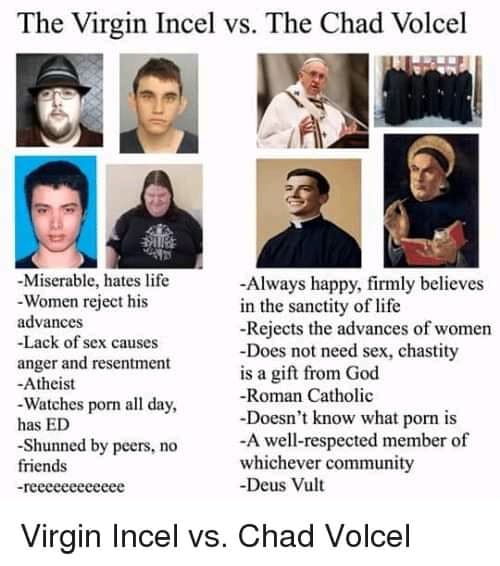 The Virgin Incel vs. The Chad Volcel
-Miserable, hates life
-Women reject his
advances
-Lack of sex causes
anger and resentment
-Atheist
-Watches porn all day,
has ED
-Shunned by peers, no
friends
-reeeeeeeeeeee
-Always happy, firmly believes
in the sanctity of life
-Rejects the advances of women
-Does not need sex, chastity
is a gift from God
-Roman Catholic
-Doesn't know what porn is
-A well-respected member of
whichever community
-Deus Vult
Virgin Incel vs. Chad Volcel